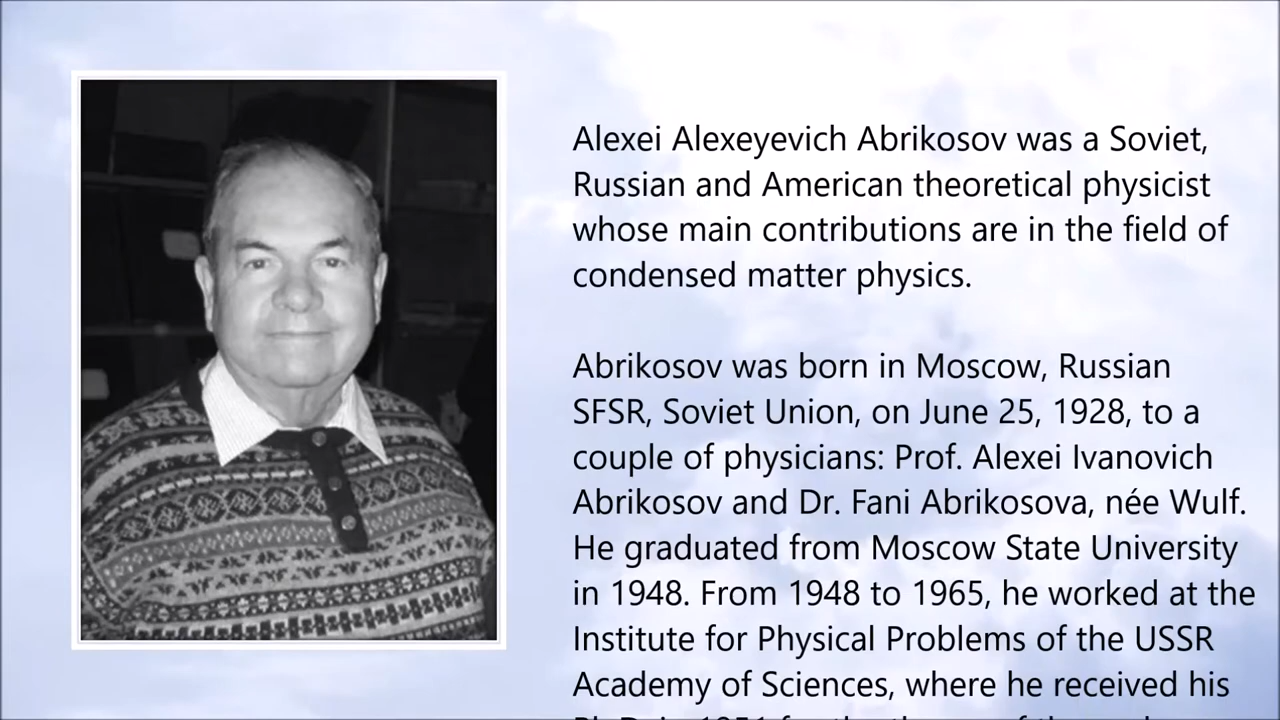 Alexei Alexeyevich Abrikosov was a Soviet,
Russian and American theoretical physicist
whose main contributions are in the field of
condensed matter physics.
Abrikosov was born in Moscow, Russian
SFSR, Soviet Union, on June 25, 1928, to a
couple of physicians: Prof. Alexei Ivanovich
Abrikosov and Dr. Fani Abrikosova, née Wulf.
He graduated from Moscow State University
in 1948. From 1948 to 1965, he worked at the
Institute for Physical Problems of the USSR
Academy of Sciences, where he received his